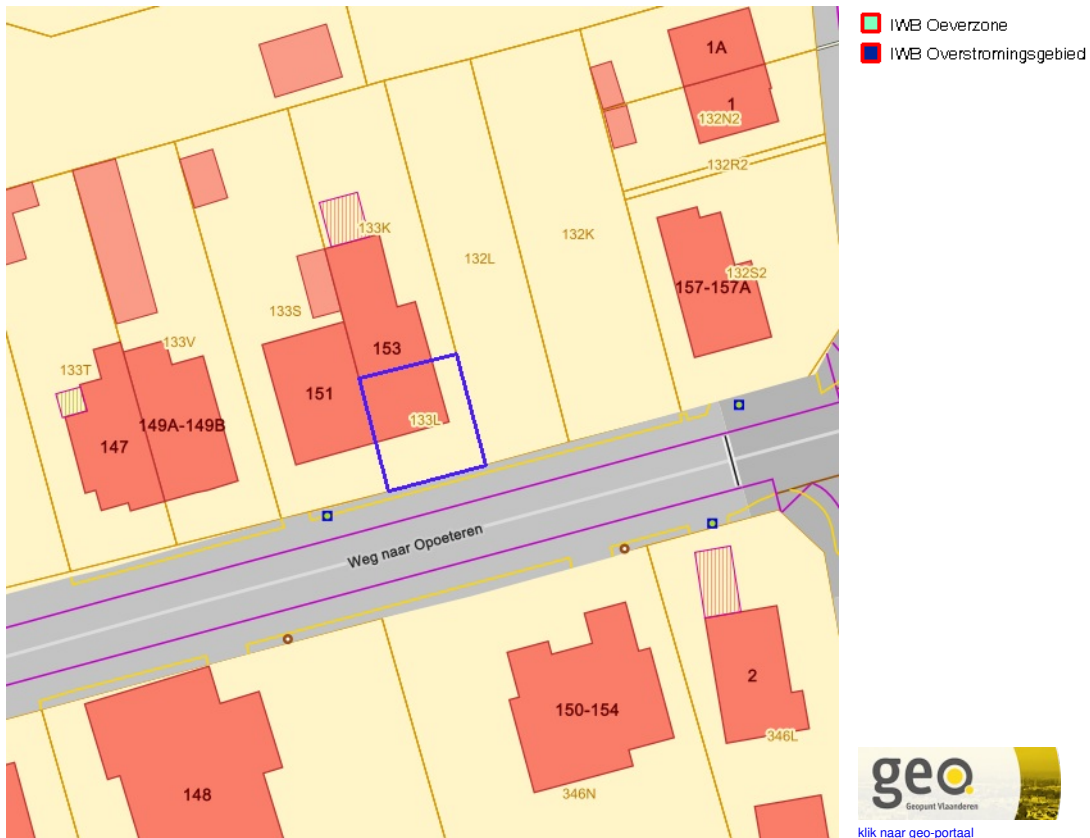 IWB Oeverzone
IWB Overstromingsgebied
1A
1
132N2
132R2
133K
132K
132L
132S2
157-157A
133S
133V
153
133T
151
133L
149A-149B
147
Weg naar Opoeteren
2
150-154
346L
346N
148
geo.
Geopunt Vlaanderen
klik naar geo-portaal